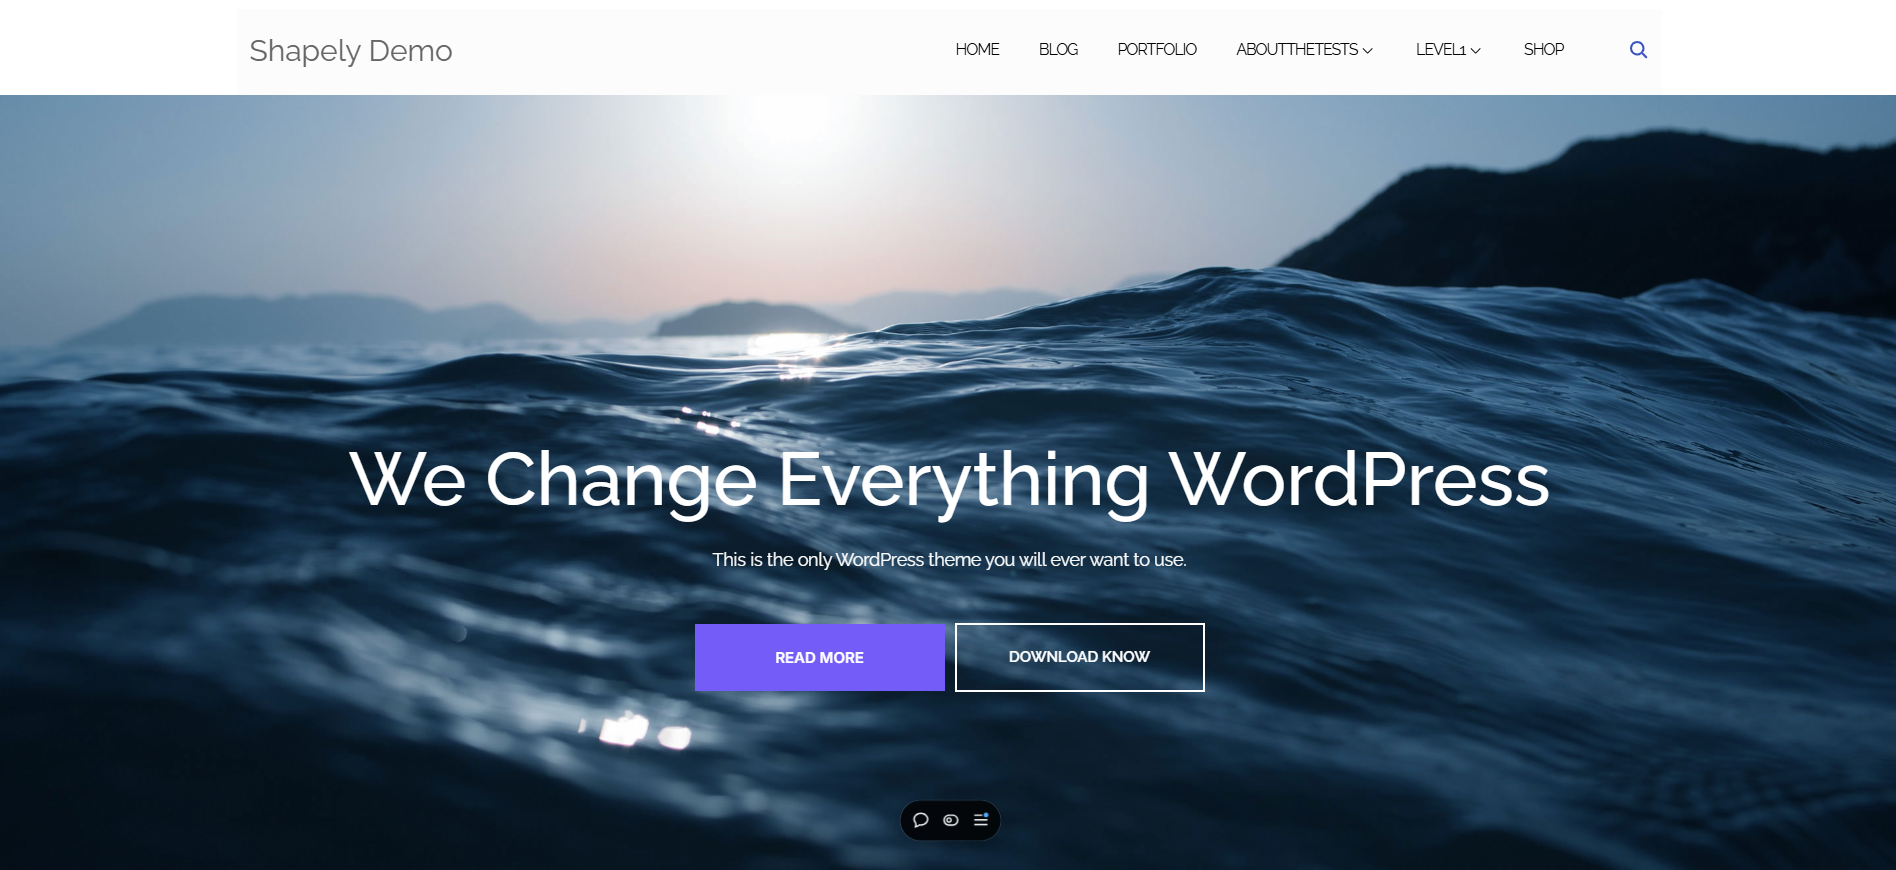 Shapely Demo
HOME BLOG PORTFOLIO ABOUTTHETESTS LEVEL1 SHOP
We Change Everything WordPress
This is the only WordPress theme you will ever want to use.
READ MORE DOWNLOAD KNOW